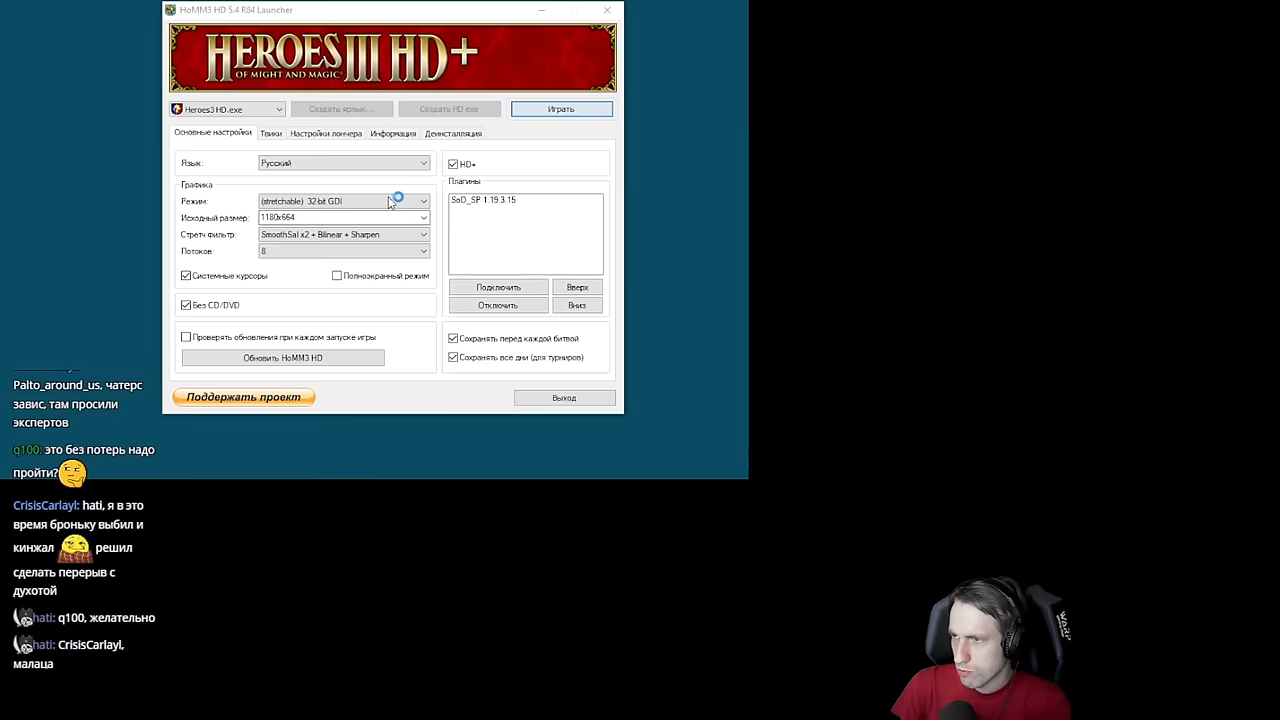 HoMM3 HD 5.4 R84 Launcher
HEROES III HD+
OF MIGHT AND MAGIC
Heroes3 HD.exe
Создать ярлык...
Создать HD exe
Играть
Основные настройки
Твики
Настройки лончера
Информация
Деинсталляция
Язык:
Русский
Графика
Режим:
(stretchable) 32-bit GDI
Исходный размер:
1180x664
Стретч Фильтр:
SmoothSal x2 + Bilinear + Sharpen
Потоков:
8
Системные курсоры
Полноэкранный режим
Без CD/DVD
Проверять обновления при каждом запуске игры
Обновить HoMM3 HD
HD+
Плагины
SoD_SP 1.19.3.15
Подключить
Вверх
Отключить
Вниз
Сохранять перед каждой битвой
Сохранять все дни (для турниров)
Поддержать проект
Выход
Palto_around_us, чатерс
завис, там просили
экспертов
q100: это без потерь надо
пройти?
CrisisCarlayl: hati, я в это
время броньку выбил и
кинжал решил
сделать перерыв с
духотой
hati: q100, желательно
hati: CrisisCarlayl,
малаца
WARP